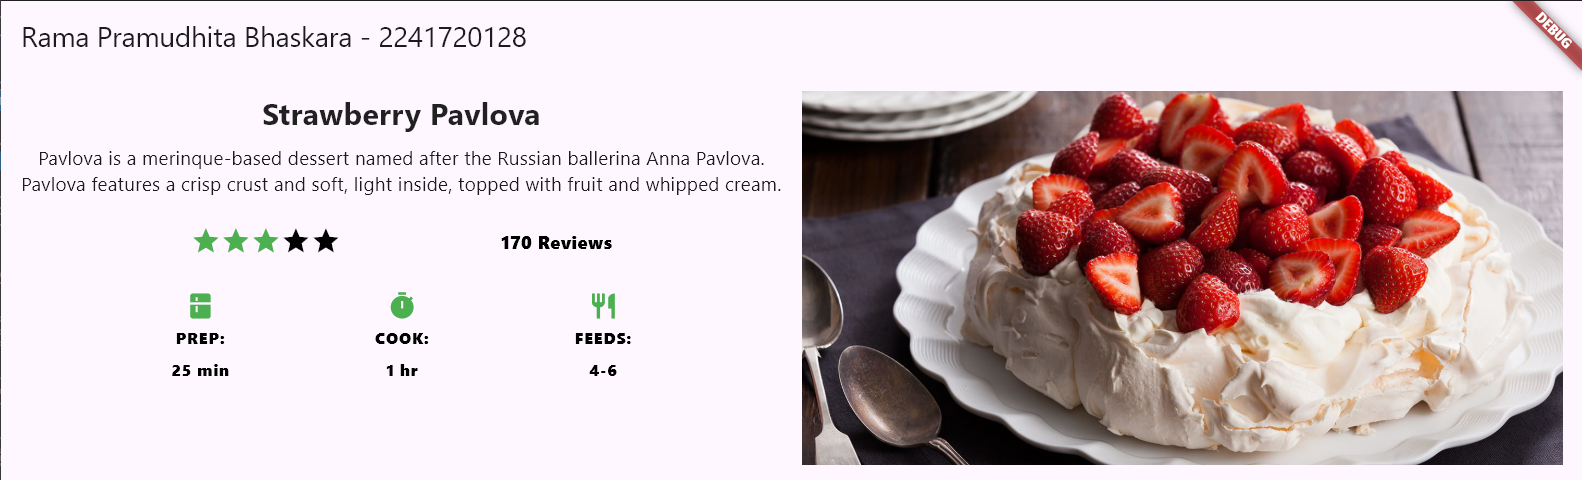 Rama Pramudhita Bhaskara - 2241720128
DEBUG
Strawberry Pavlova
Pavlova is a merinque-based dessert named after the Russian ballerina Anna Pavlova.
Pavlova features a crisp crust and soft, light inside, topped with fruit and whipped cream.
170 Reviews
PREP: COOK: FEEDS:
25 min 1 hr 4-6